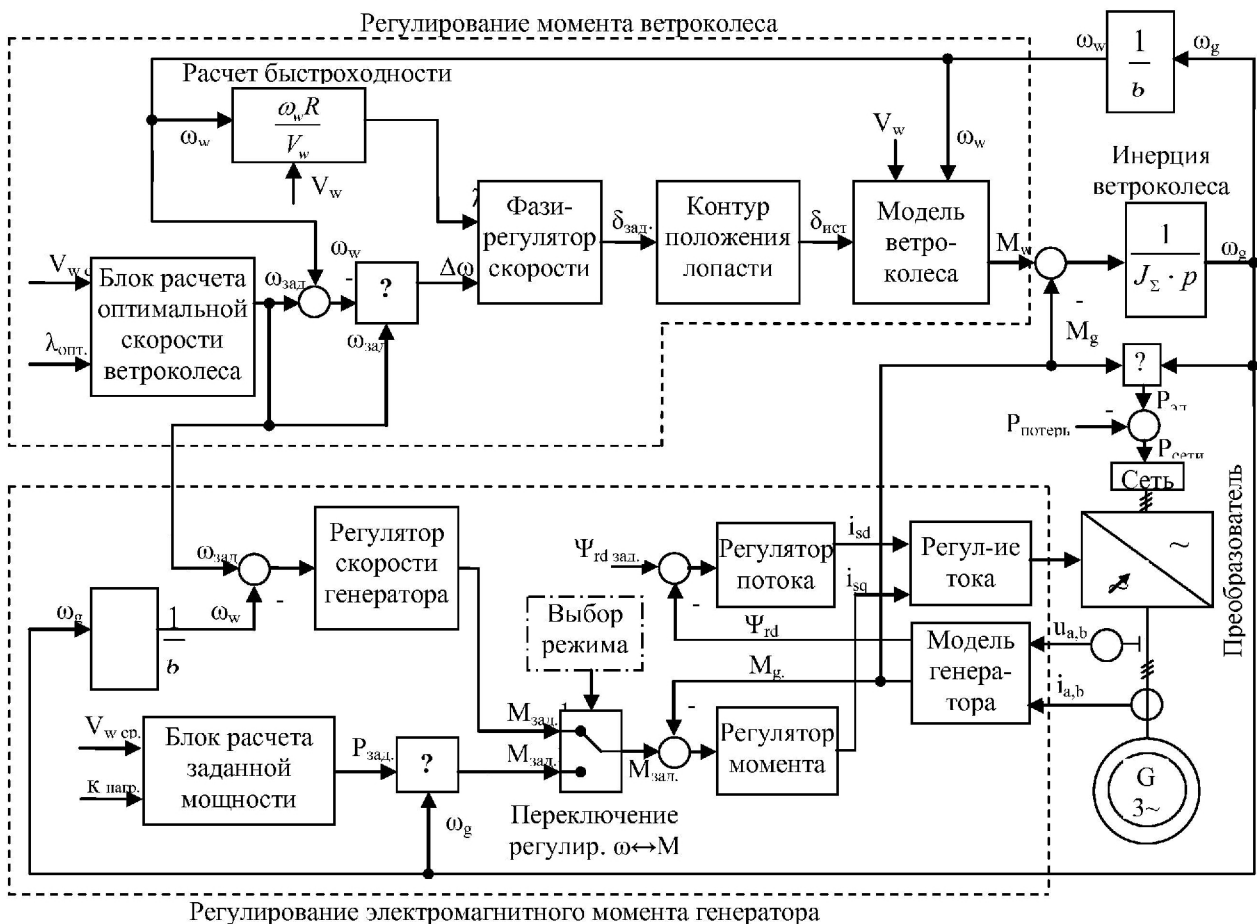 Регулирование момента ветроколеса
Расчет быстроходности
ω_w R
V_w
ω_w
V_w
ω_w
1
в
ω_g
V_w
ω_w
Инерция
ветроколеса
λ
Фази-
регулятор
скорости
δ_зад.
Контур
положения
лопасти
δ_ист
Модель
ветро-
колеса
M_w
1
J_Σ · p
ω_g
-
M_g
V_w
λ_опт.
Блок расчета
оптимальной
скорости
ветроколеса
ω_зад.
ω_w
-
?
Δω
ω_зад
?
P_эл
P_потерь
-
P_сети
Сеть
Преобразователь
~
~
ω_зад
-
ω_g
1
в
ω_w
Регулятор
скорости
генератора
Ψ_rd зад.
-
Регулятор
потока
i_sd
i_sq
Регул-ие
тока
Выбор
режима
Ψ_rd
M_g.
Модель
генера-
тора
u_a,b
i_a,b
V_w ср.
к нагр.
Блок расчета
заданной
мощности
P_зад.
?
ω_g
M_зад.
1
M_зад.
M_зад.
-
Регулятор
момента
G
3~
Переключение
регулир. ω↔M
Регулирование электромагнитного момента генератора